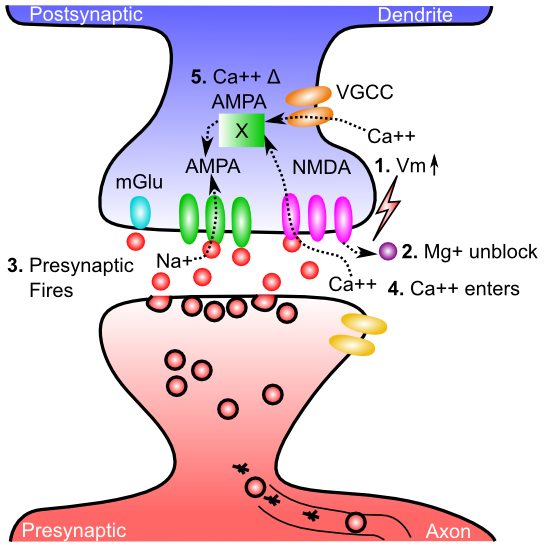 Postsynaptic
Dendrite
5. Ca++ Δ
AMPA
VGCC
X
Ca++
AMPA
NMDA
1. Vm
mGlu
2. Mg+ unblock
3. Presynaptic
Fires
Na+
Ca++
4. Ca++ enters
Presynaptic
Axon